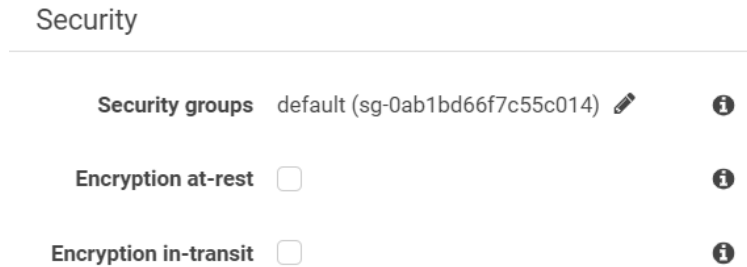 Security
Security groups default (sg-0ab1bd66f7c55c014)
Encryption at-rest
Encryption in-transit